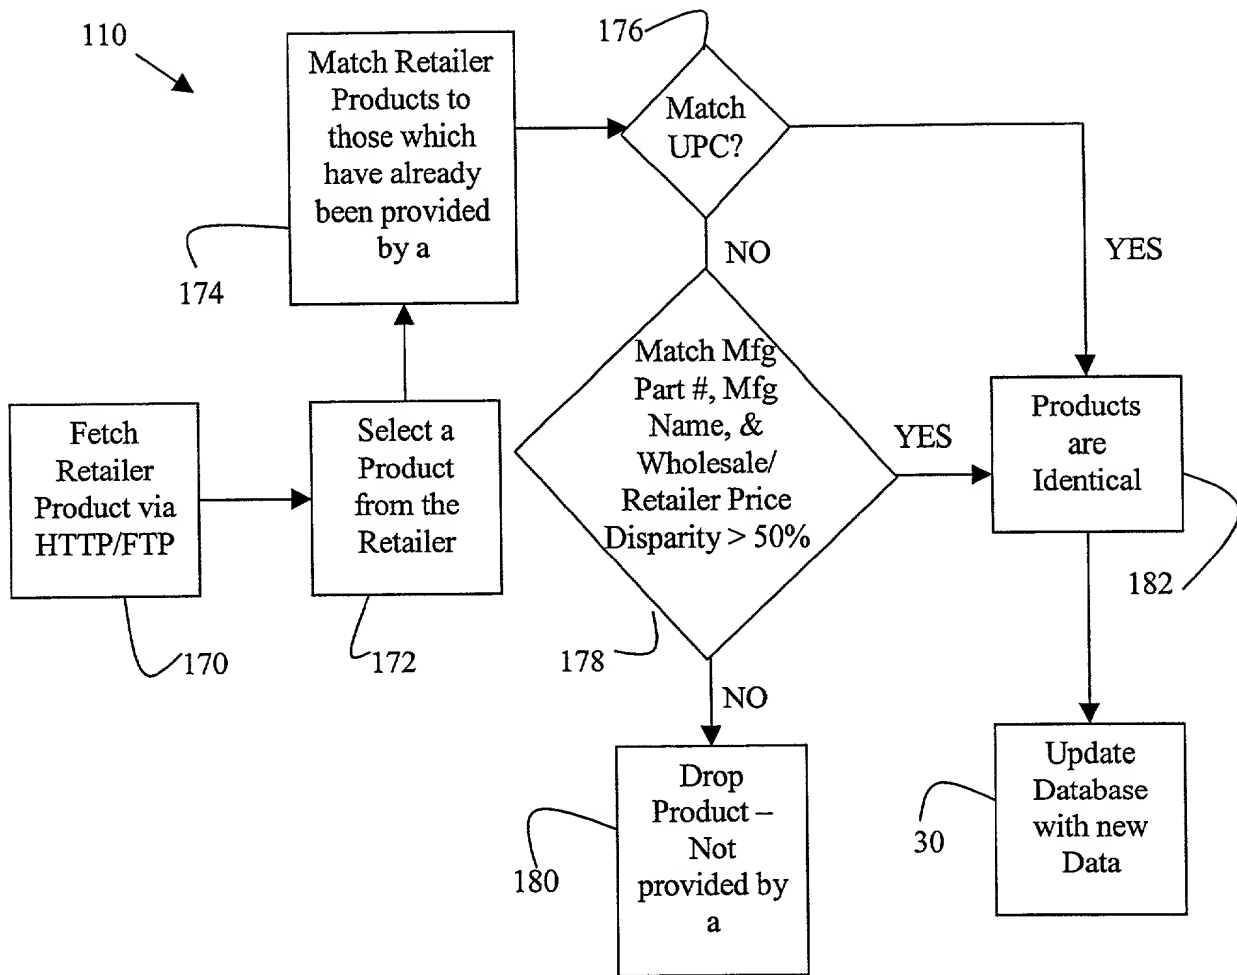 110
Match Retailer
Products to
those which
have already
been provided
by a
174
176
Match
UPC?
NO
YES
Fetch
Retailer
Product via
HTTP/FTP
170
Select a
Product
from the
Retailer
172
Match Mfg
Part #, Mfg
Name, &
Wholesale/
Retailer Price
Disparity > 50%
178
YES
NO
Products
are
Identical
182
Drop
Product –
Not
provided by
a
180
Update
Database
with new
Data
30